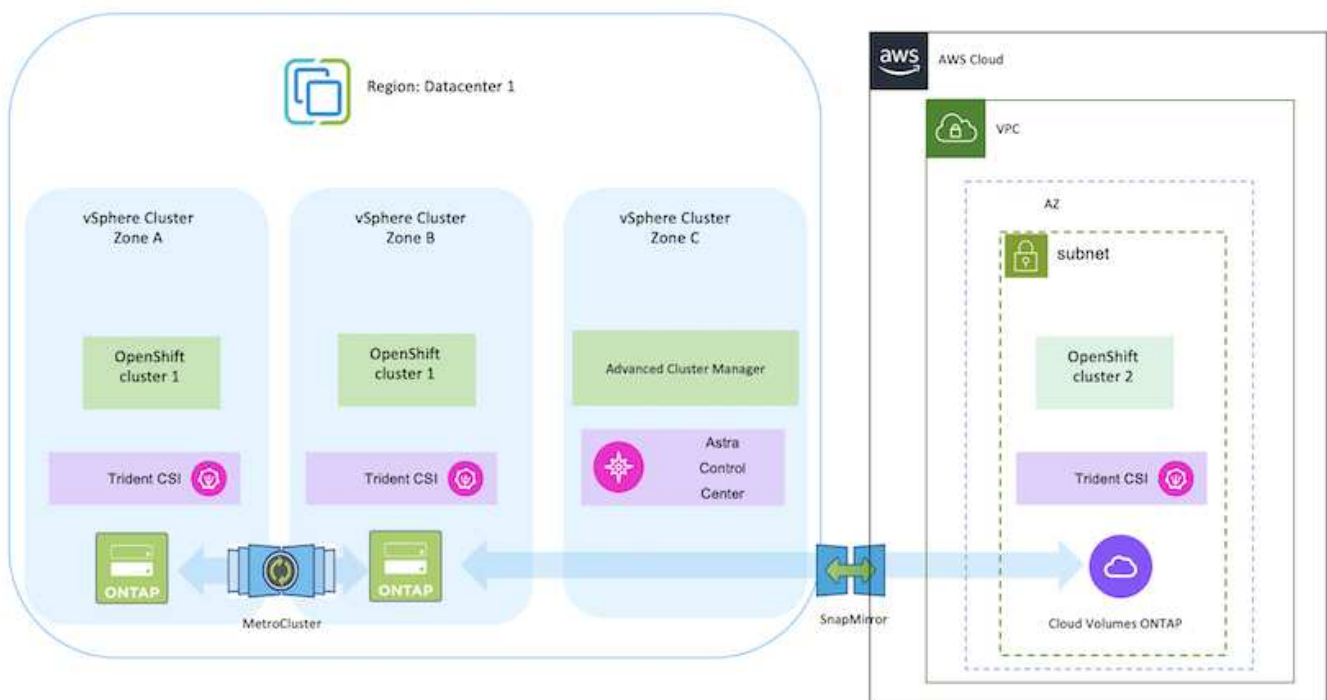 Region: Datacenter 1
aws
AWS Cloud
VPC
AZ
subnet
vSphere Cluster
Zone A
vSphere Cluster
Zone B
vSphere Cluster
Zone C
OpenShift
cluster 1
OpenShift
cluster 1
Advanced Cluster Manager
OpenShift
cluster 2
Trident CSI
Trident CSI
Astra
Control
Center
Trident CSI
ONTAP
ONTAP
MetroCluster
SnapMirror
Cloud Volumes ONTAP